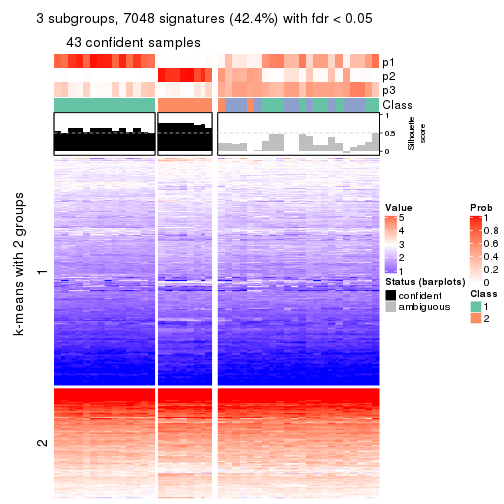 3 subgroups, 7048 signatures (42.4%) with fdr < 0.05
43 confident samples
p1
p2
p3
Class
1
0.5
0
Silhouette
score
k-means with 2 groups
1
2
Value
5
4
3
2
1
Status (barplots)
confident
ambiguous
Prob
1
0.8
0.6
0.4
0.2
0
Class
1
2